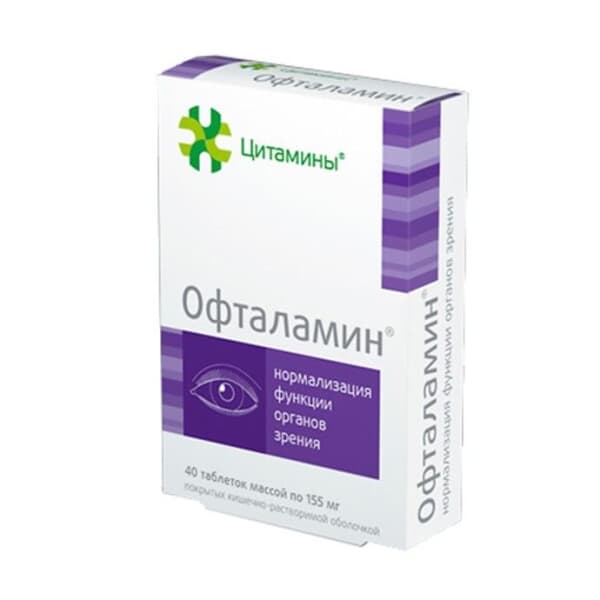 Офталамин®
Цитамины®
Офталамин®
нормализация
функции
органов
зрения
40 таблеток массой по 155 мг
покрытых кишечно-растворимой оболочкой
Офталамин®
нормализация функции органов зрения